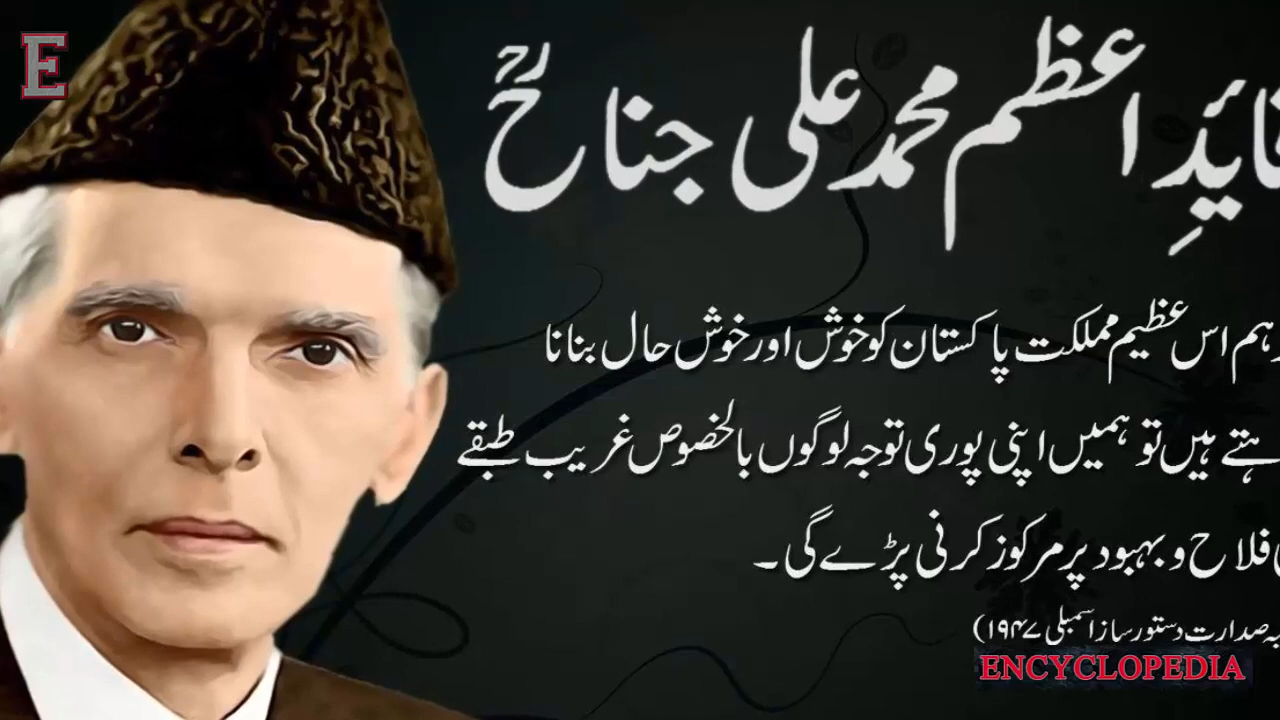 E
قائدِ اعظم محمد علی جناحؒ
ہم اس عظیم مملکت پاکستان کو خوش اور خوش حال بنانا
ہتے ہیں تو ہمیں اپنی پوری توجہ لوگوں بالخصوص غریب طبقے
فلاح و بہبود پر مرکوز کرنی پڑے گی۔
صدارت دستور ساز اسمبلی ۱۹۴۷)
ENCYCLOPEDIA